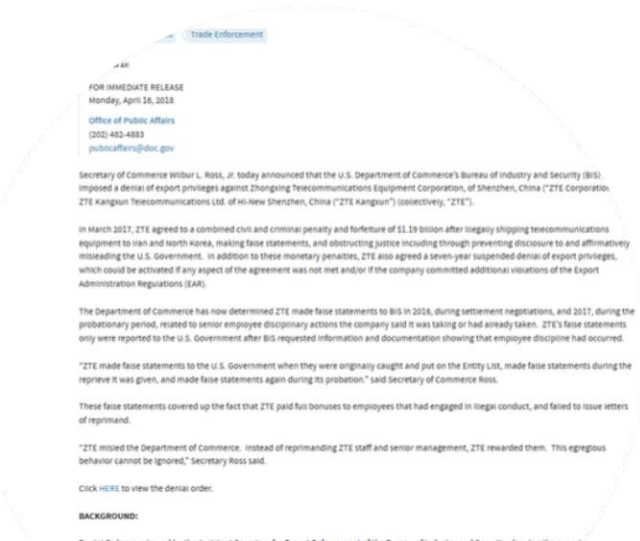 Trade Enforcement
AM
FOR IMMEDIATE RELEASE
Monday, April 16, 2018
Office of Public Affairs
(202) 482-4883
publicaffairs@doc.gov
Secretary of Commerce Wilbur L. Ross, Jr. today announced that the U.S. Department of Commerce's Bureau of Industry and Security (BIS)
imposed a denial of export privileges against Zhongxing Telecommunications Equipment Corporation, of Shenzhen, China ("ZTE Corporation
ZTE Kangxun Telecommunications Ltd. of Hi-New Shenzhen, China ("ZTE Kangxun") (collectively, "ZTE").
In March 2017, ZTE agreed to a combined civil and criminal penalty and forfeiture of $1.19 billion after illegally shipping telecommunications
equipment to Iran and North Korea, making false statements, and obstructing justice including through preventing disclosure to and affirmatively
misleading the U.S. Government. In addition to these monetary penalties, ZTE also agreed a seven-year suspended denial of export privileges,
which could be activated if any aspect of the agreement was not met and/or if the company committed additional violations of the Export
Administration Regulations (EAR).
The Department of Commerce has now determined ZTE made false statements to BIS in 2016, during settlement negotiations, and 2017, during the
probationary period, related to senior employee disciplinary actions the company said it was taking or had already taken. ZTE's false statements
only were reported to the U.S. Government after BIS requested information and documentation showing that employee discipline had occurred.
"ZTE made false statements to the U.S. Government when they were originally caught and put on the Entity List, made false statements during the
reprieve it was given, and made false statements again during its probation." said Secretary of Commerce Ross.
These false statements covered up the fact that ZTE paid full bonuses to employees that had engaged in illegal conduct, and failed to issue letters
of reprimand.
"ZTE misled the Department of Commerce. Instead of reprimanding ZTE staff and senior management, ZTE rewarded them. This egregious
behavior cannot be ignored," Secretary Ross said.
Click HERE to view the denial order.
BACKGROUND: